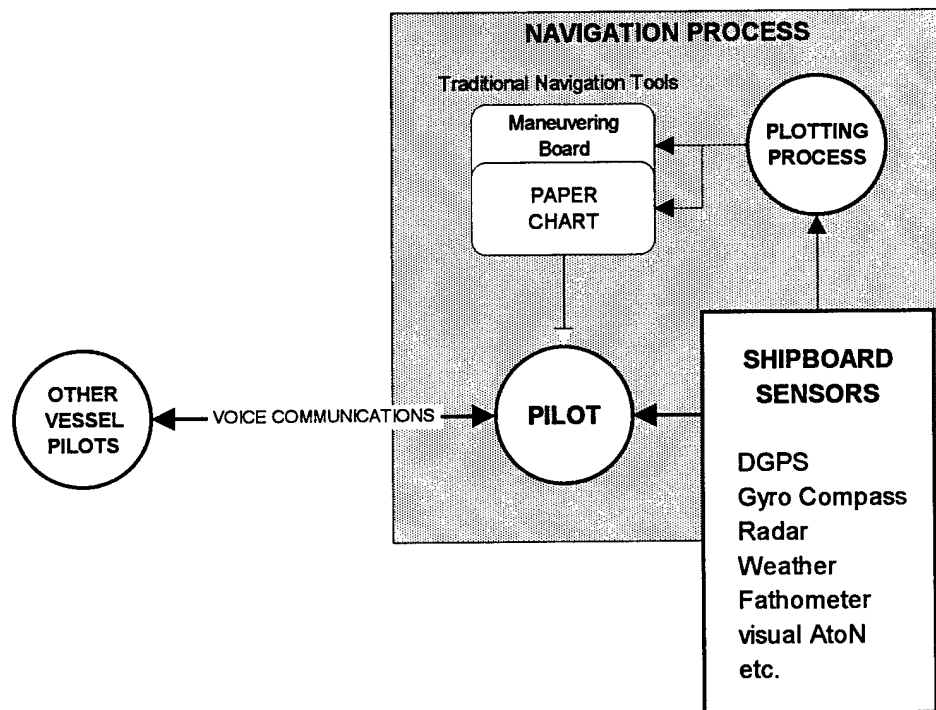 NAVIGATION PROCESS
Traditional Navigation Tools
Maneuvering
Board
PAPER
CHART
PLOTTING
PROCESS
OTHER
VESSEL
PILOTS
VOICE COMMUNICATIONS
PILOT
SHIPBOARD
SENSORS
DGPS
Gyro Compass
Radar
Weather
Fathometer
visual AtoN
etc.